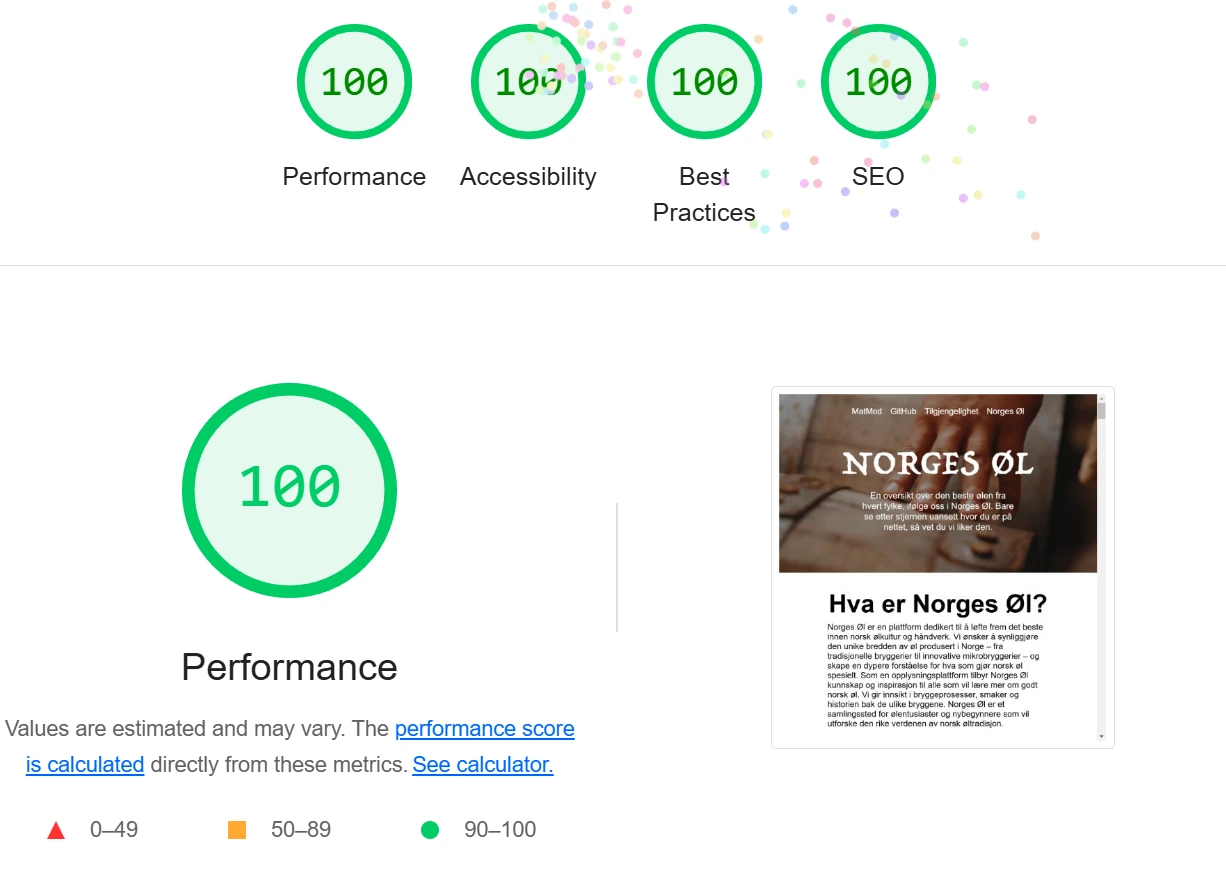 100 100 100 100
Performance Accessibility Best Practices SEO
100
Performance
Values are estimated and may vary. The performance score
is calculated directly from these metrics. See calculator.
0–49 50–89 90–100
MatMod GitHub Tilgjengelighet Norges Øl
NORGES ØL
En oversikt over den beste ølen fra
hvert fylke, ifølge oss i Norges Øl. Bare
se etter stjernen uansett hvor du er på
nettet, så vet du vi liker den.
Hva er Norges Øl?
Norges Øl er en plattform dedikert til å løfte frem det beste
innen norsk ølkultur og håndverk. Vi ønsker å synliggjøre
den unike bredden av øl produsert i Norge – fra
tradisjonelle bryggerier til innovative mikrobryggerier – og
skape en dypere forståelse for hva som gjør norsk øl
spesielt. Som en opplysningsplattform tilbyr Norges Øl
kunnskap og inspirasjon til alle som vil lære mer om godt
norsk øl. Vi gir innsikt i bryggeprosesser, smaker og
historien bak de ulike bryggene. Norges Øl er et
samlingssted for ølentusiaster og nybegynnere som vil
utforske den rike verdenen av norsk øltradisjon.